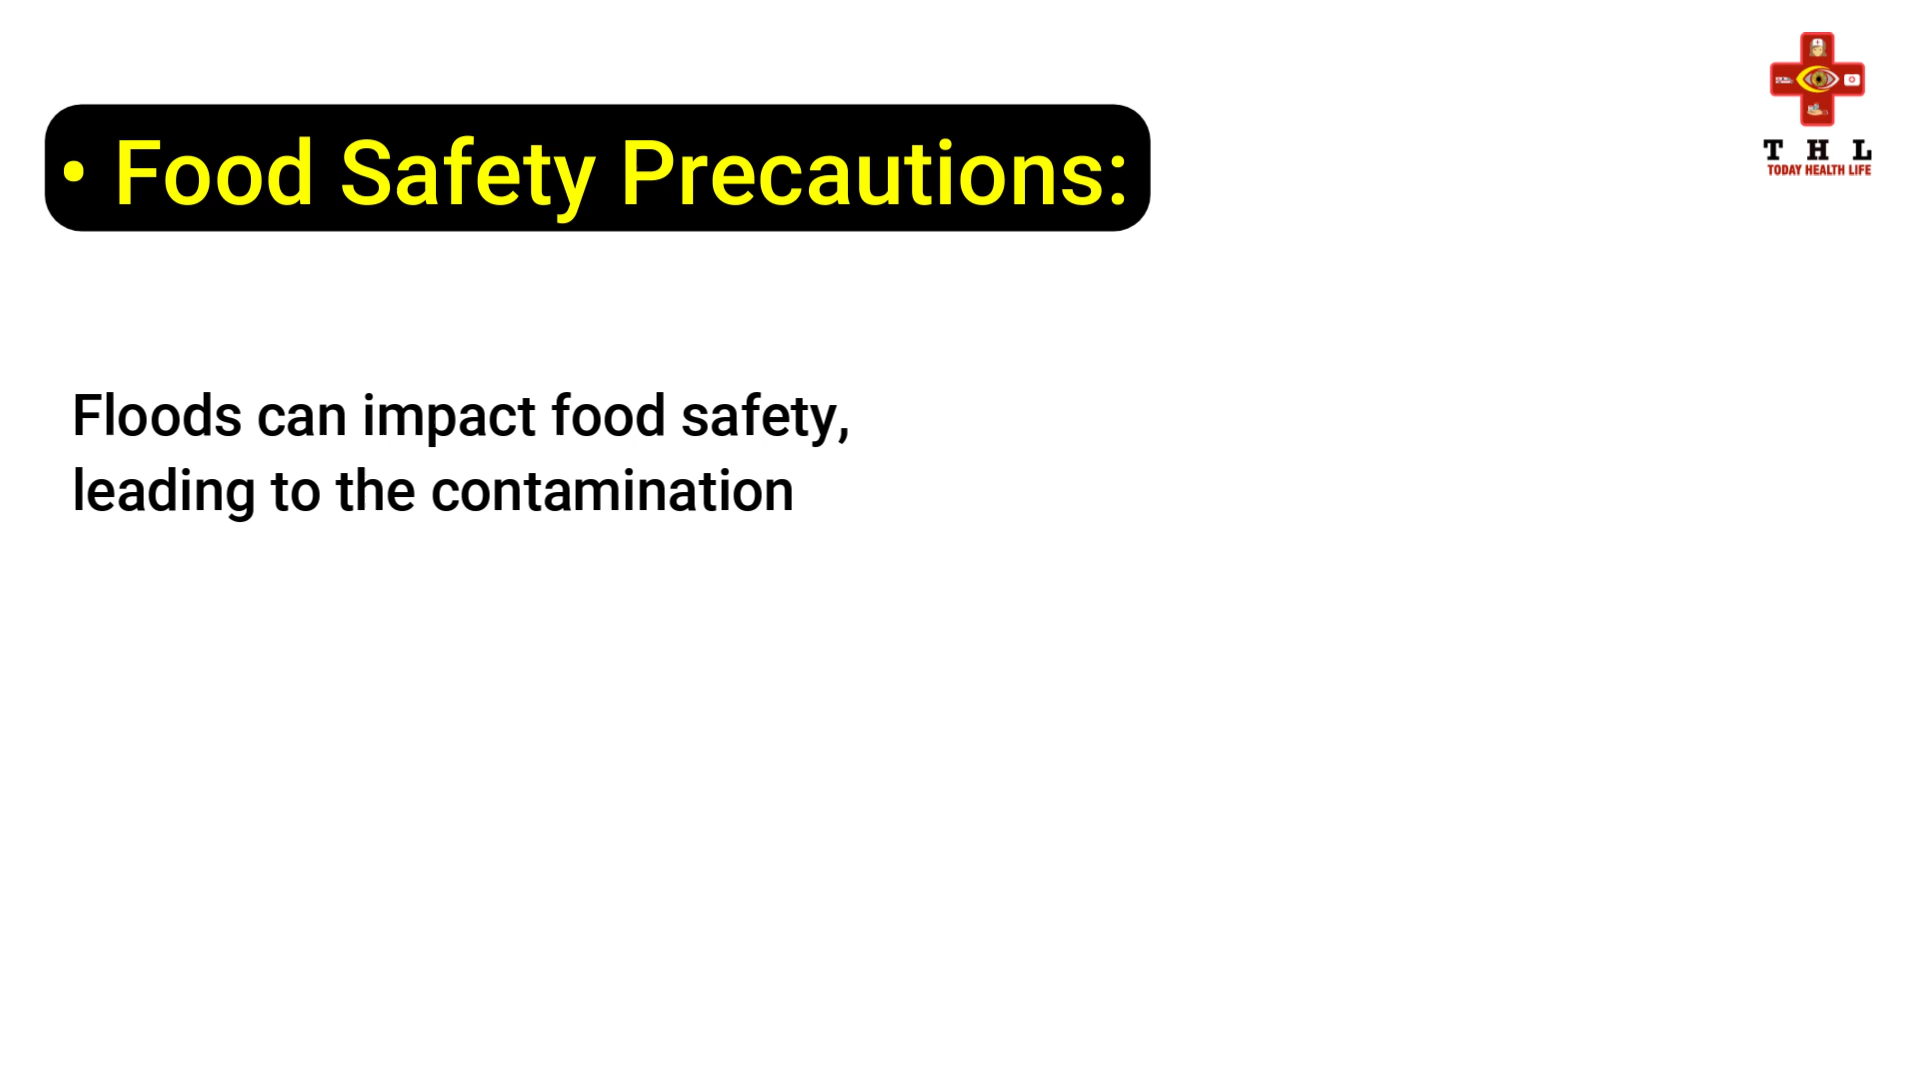 • Food Safety Precautions:
T H L
TODAY HEALTH LIFE
Floods can impact food safety,
leading to the contamination